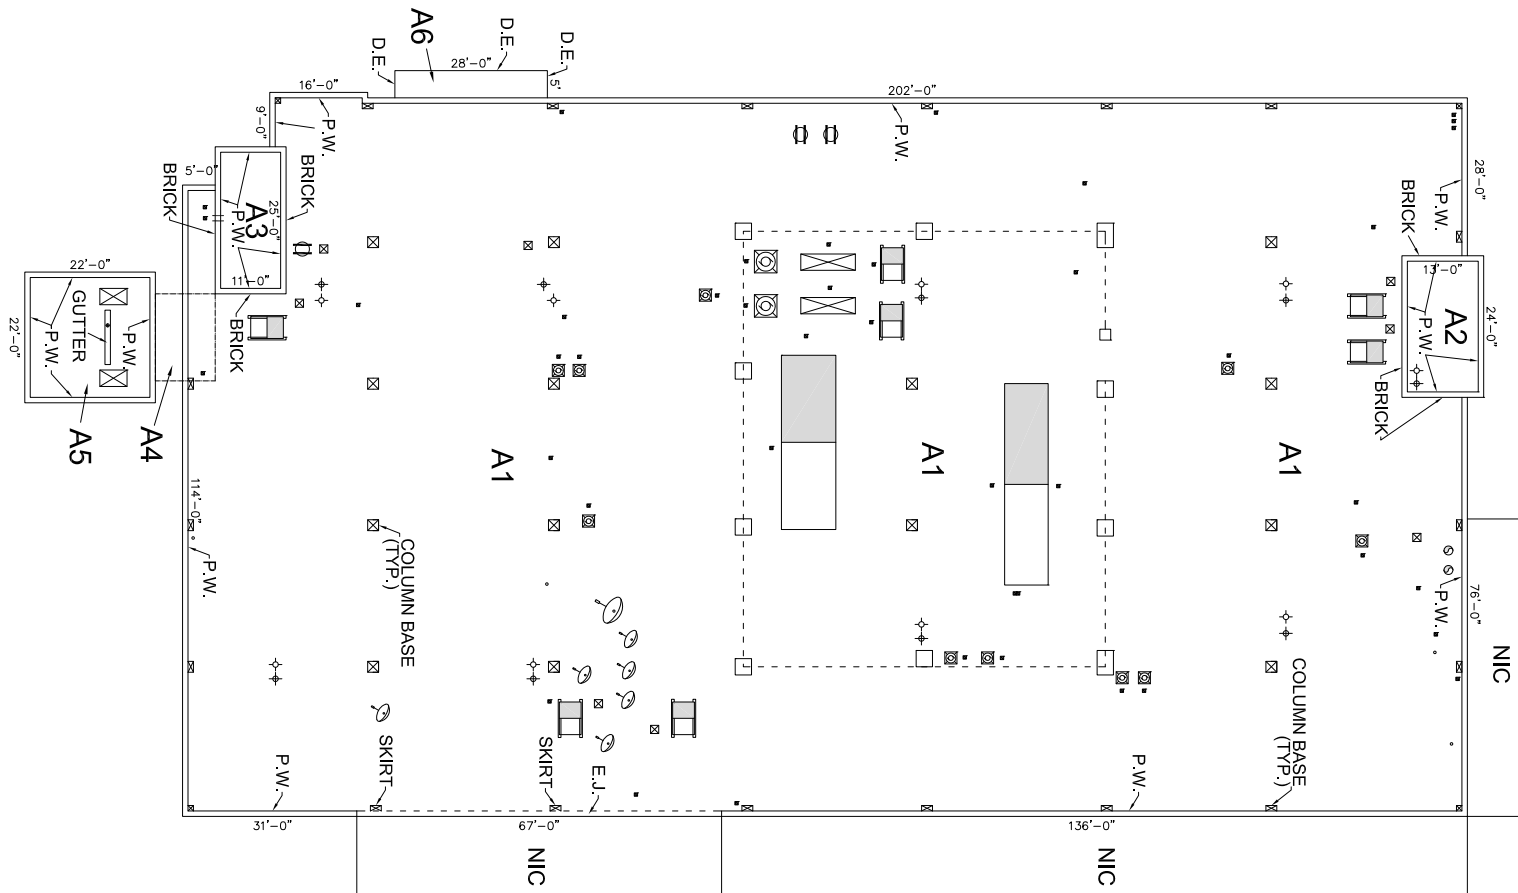 A6
D.E.
28'-0"
D.E.
D.E.
5'
16'-0"
9'-0"
P.W.
202'-0"
P.W.
28'-0"
P.W.
BRICK
5'-0"
BRICK
BRICK
25'-0"
A3
P.W.
11'-0"
BRICK
13'-0"
A2
24'-0"
P.W.
BRICK
22'-0"
GUTTER
P.W.
P.W.
22'-0"
A5
A4
A1
A1
A1
114'-0"
P.W.
COLUMN BASE
(TYP.)
76'-0"
P.W.
NIC
COLUMN BASE
(TYP.)
P.W.
SKIRT
SKIRT
E.J.
P.W.
31'-0"
67'-0"
136'-0"
NIC
NIC